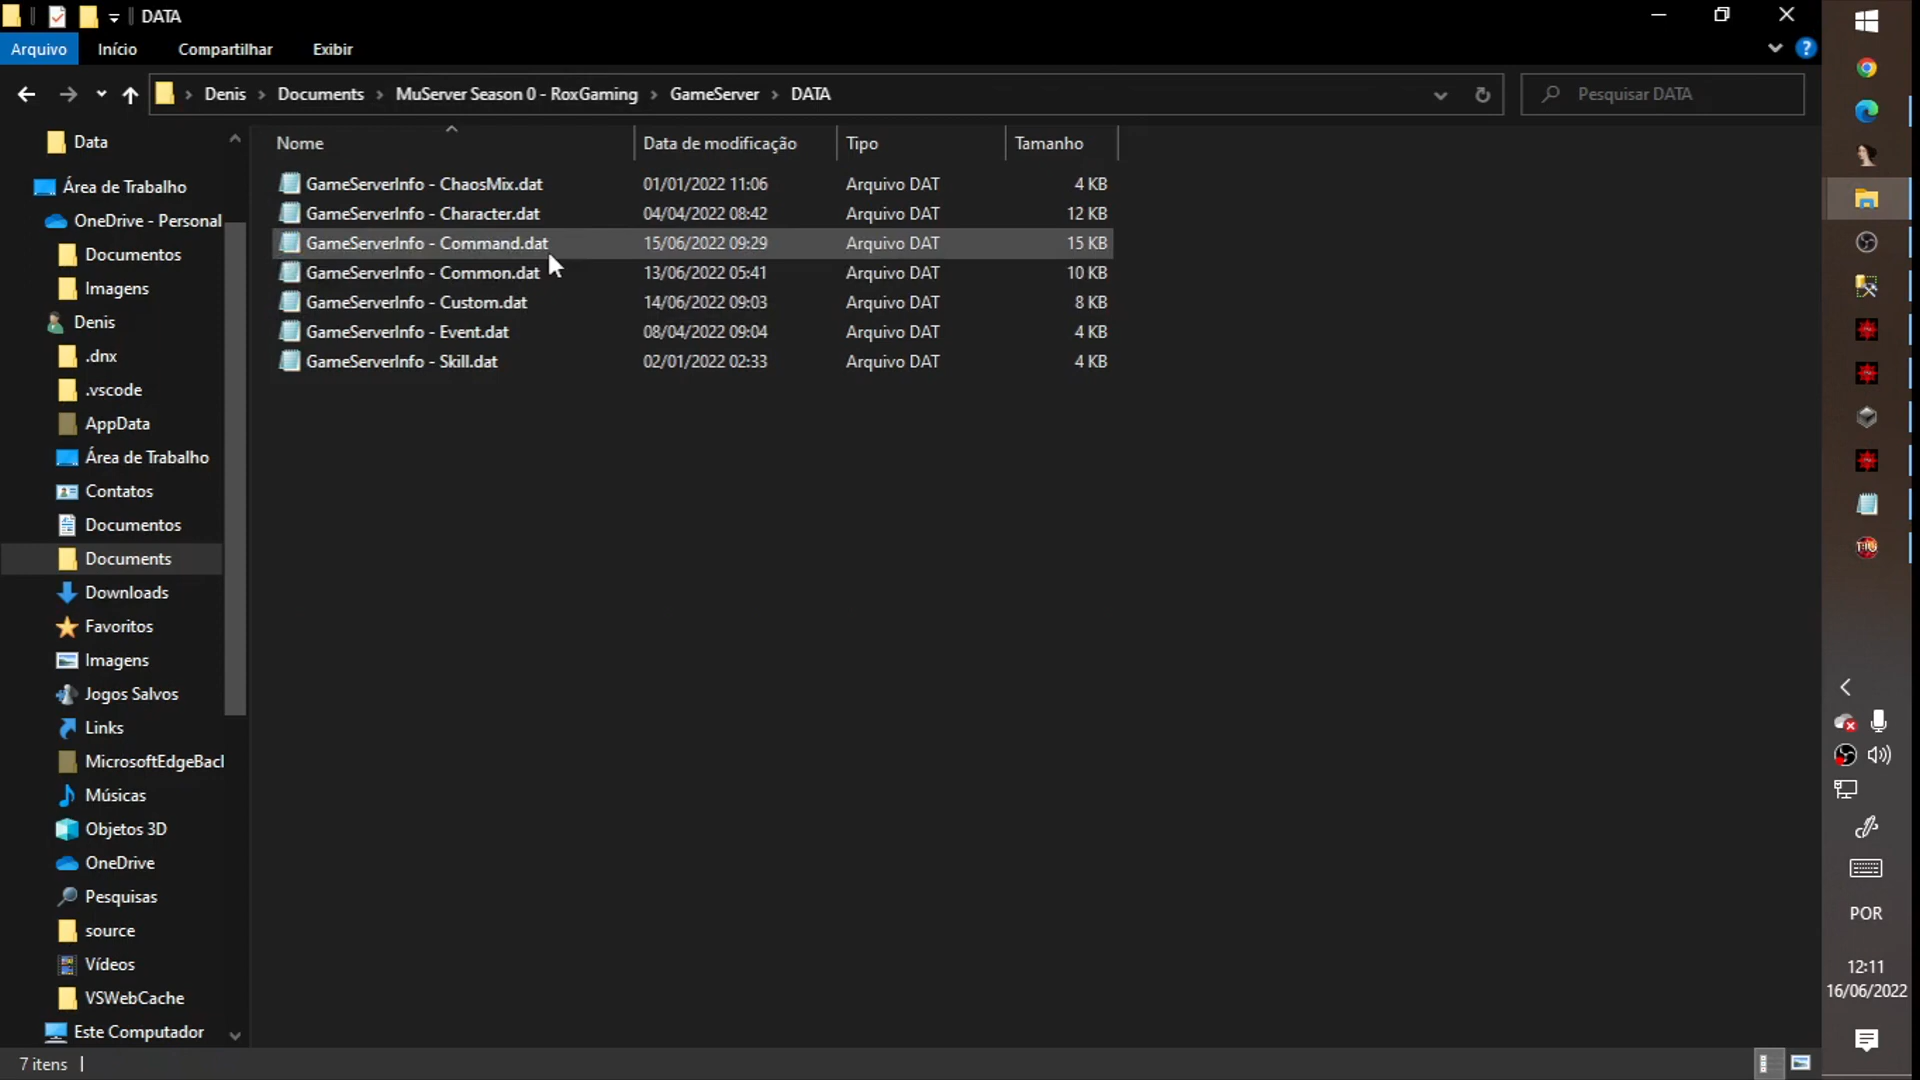 DATA
Arquivo Início Compartilhar Exibir
Denis Documents MuServer Season 0 - RoxGaming GameServer DATA
Pesquisar DATA
Data
Área de Trabalho
OneDrive - Personal
Documentos
Imagens
Denis
.dnx
.vscode
AppData
Área de Trabalho
Contatos
Documentos
Documents
Downloads
Favoritos
Imagens
Jogos Salvos
Links
MicrosoftEdgeBacl
Músicas
Objetos 3D
OneDrive
Pesquisas
source
Vídeos
VSWebCache
Este Computador
Nome Data de modificação Tipo Tamanho
GameServerInfo - ChaosMix.dat 01/01/2022 11:06 Arquivo DAT 4 KB
GameServerInfo - Character.dat 04/04/2022 08:42 Arquivo DAT 12 KB
GameServerInfo - Command.dat 15/06/2022 09:29 Arquivo DAT 15 KB
GameServerInfo - Common.dat 13/06/2022 05:41 Arquivo DAT 10 KB
GameServerInfo - Custom.dat 14/06/2022 09:03 Arquivo DAT 8 KB
GameServerInfo - Event.dat 08/04/2022 09:04 Arquivo DAT 4 KB
GameServerInfo - Skill.dat 02/01/2022 02:33 Arquivo DAT 4 KB
7 itens
POR
12:11
16/06/2022